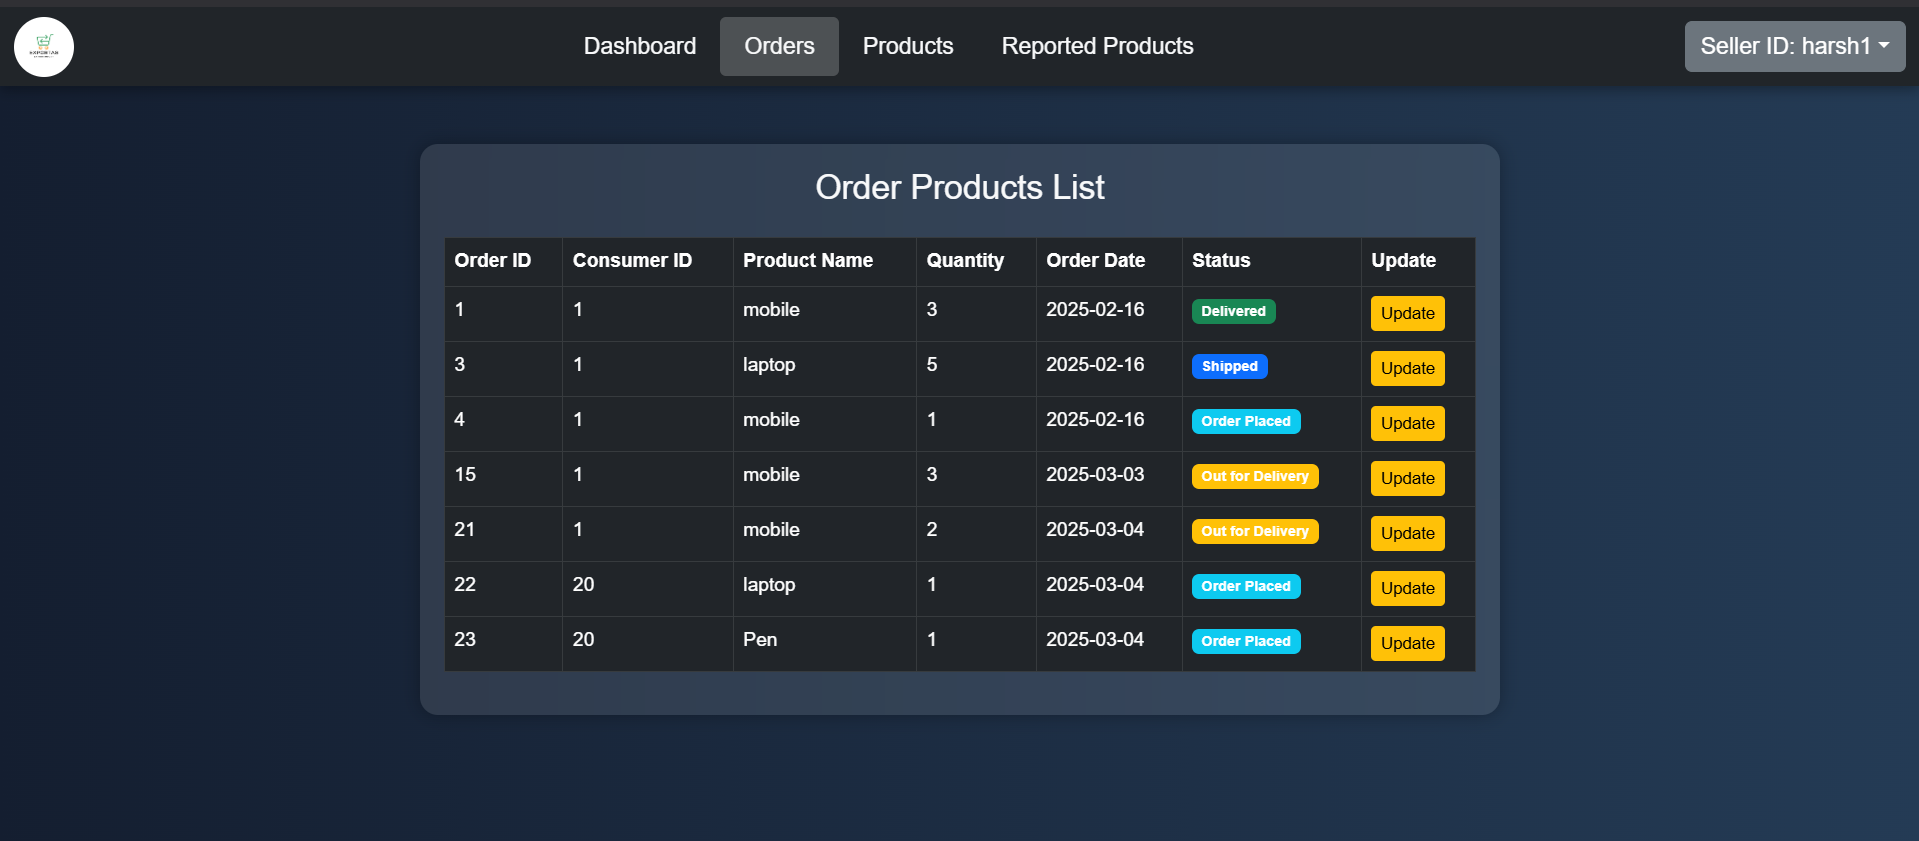 Dashboard Orders Products Reported Products Seller ID: harsh1
Order Products List
Order ID Consumer ID Product Name Quantity Order Date Status Update
1 1 mobile 3 2025-02-16 Delivered Update
3 1 laptop 5 2025-02-16 Shipped Update
4 1 mobile 1 2025-02-16 Order Placed Update
15 1 mobile 3 2025-03-03 Out for Delivery Update
21 1 mobile 2 2025-03-04 Out for Delivery Update
22 20 laptop 1 2025-03-04 Order Placed Update
23 20 Pen 1 2025-03-04 Order Placed Update